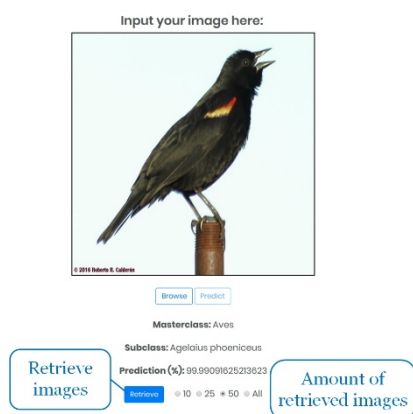 Input your image here:
© 2016 Roberto R. Calderón
Browse Predict
Masterclass: Aves
Subclass: Agelaius phoeniceus
Prediction (%): 99.99091625213623
Retrieve images
Retrieve 10 25 50 All
Amount of
retrieved images